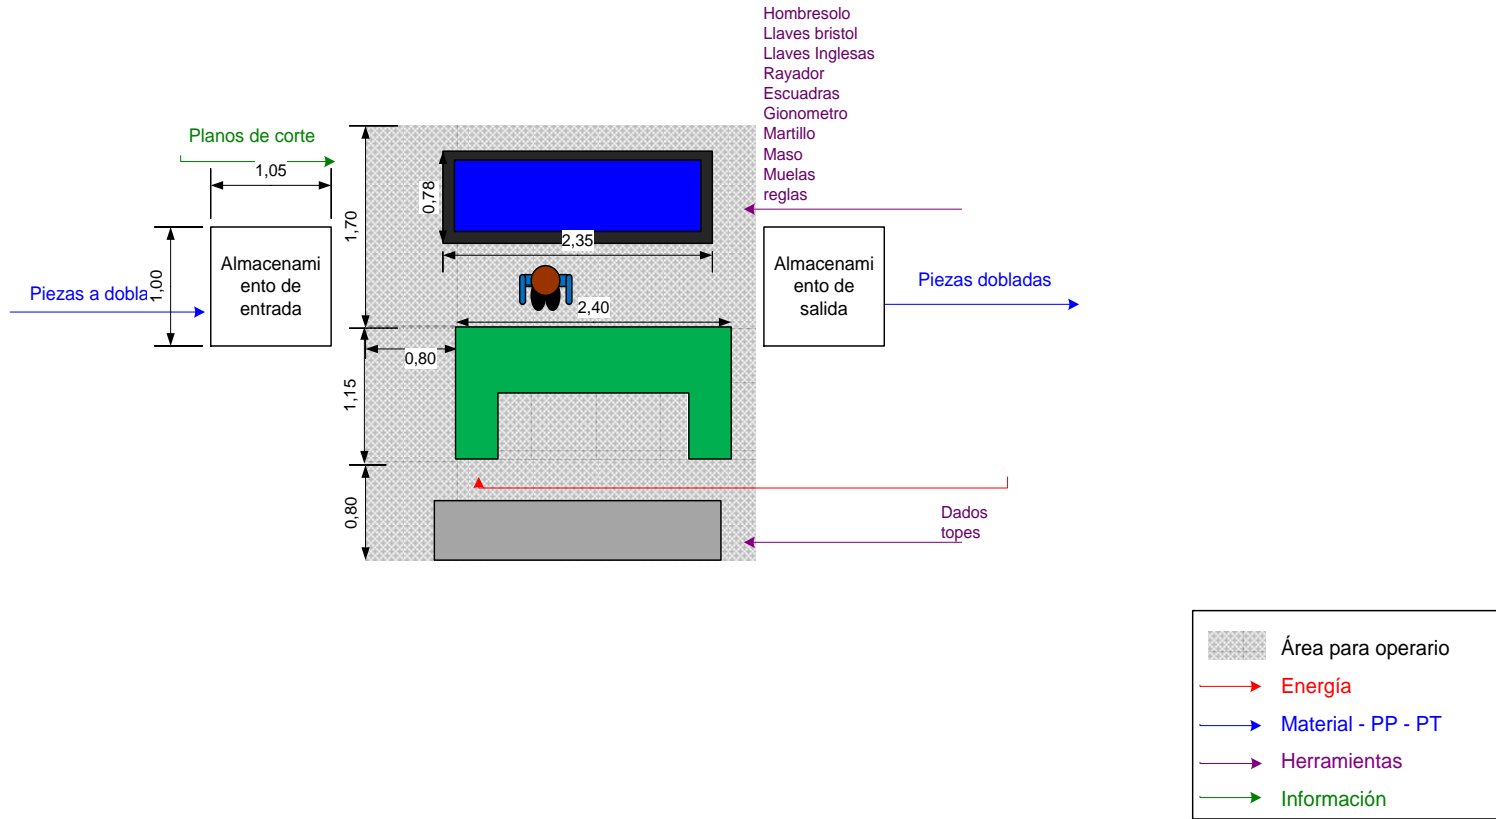 Hombresolo
Llaves bristol
Llaves Inglesas
Rayador
Escuadras
Gionometro
Martillo
Maso
Muelas
reglas
Planos de corte
1,05
0,78
1,70
2,35
1,00
Almacenami
ento de
entrada
Almacenami
ento de
salida
Piezas a dobla
Piezas dobladas
2,40
0,80
1,15
0,80
Dados
topes
Área para operario
Energía
Material - PP - PT
Herramientas
Información